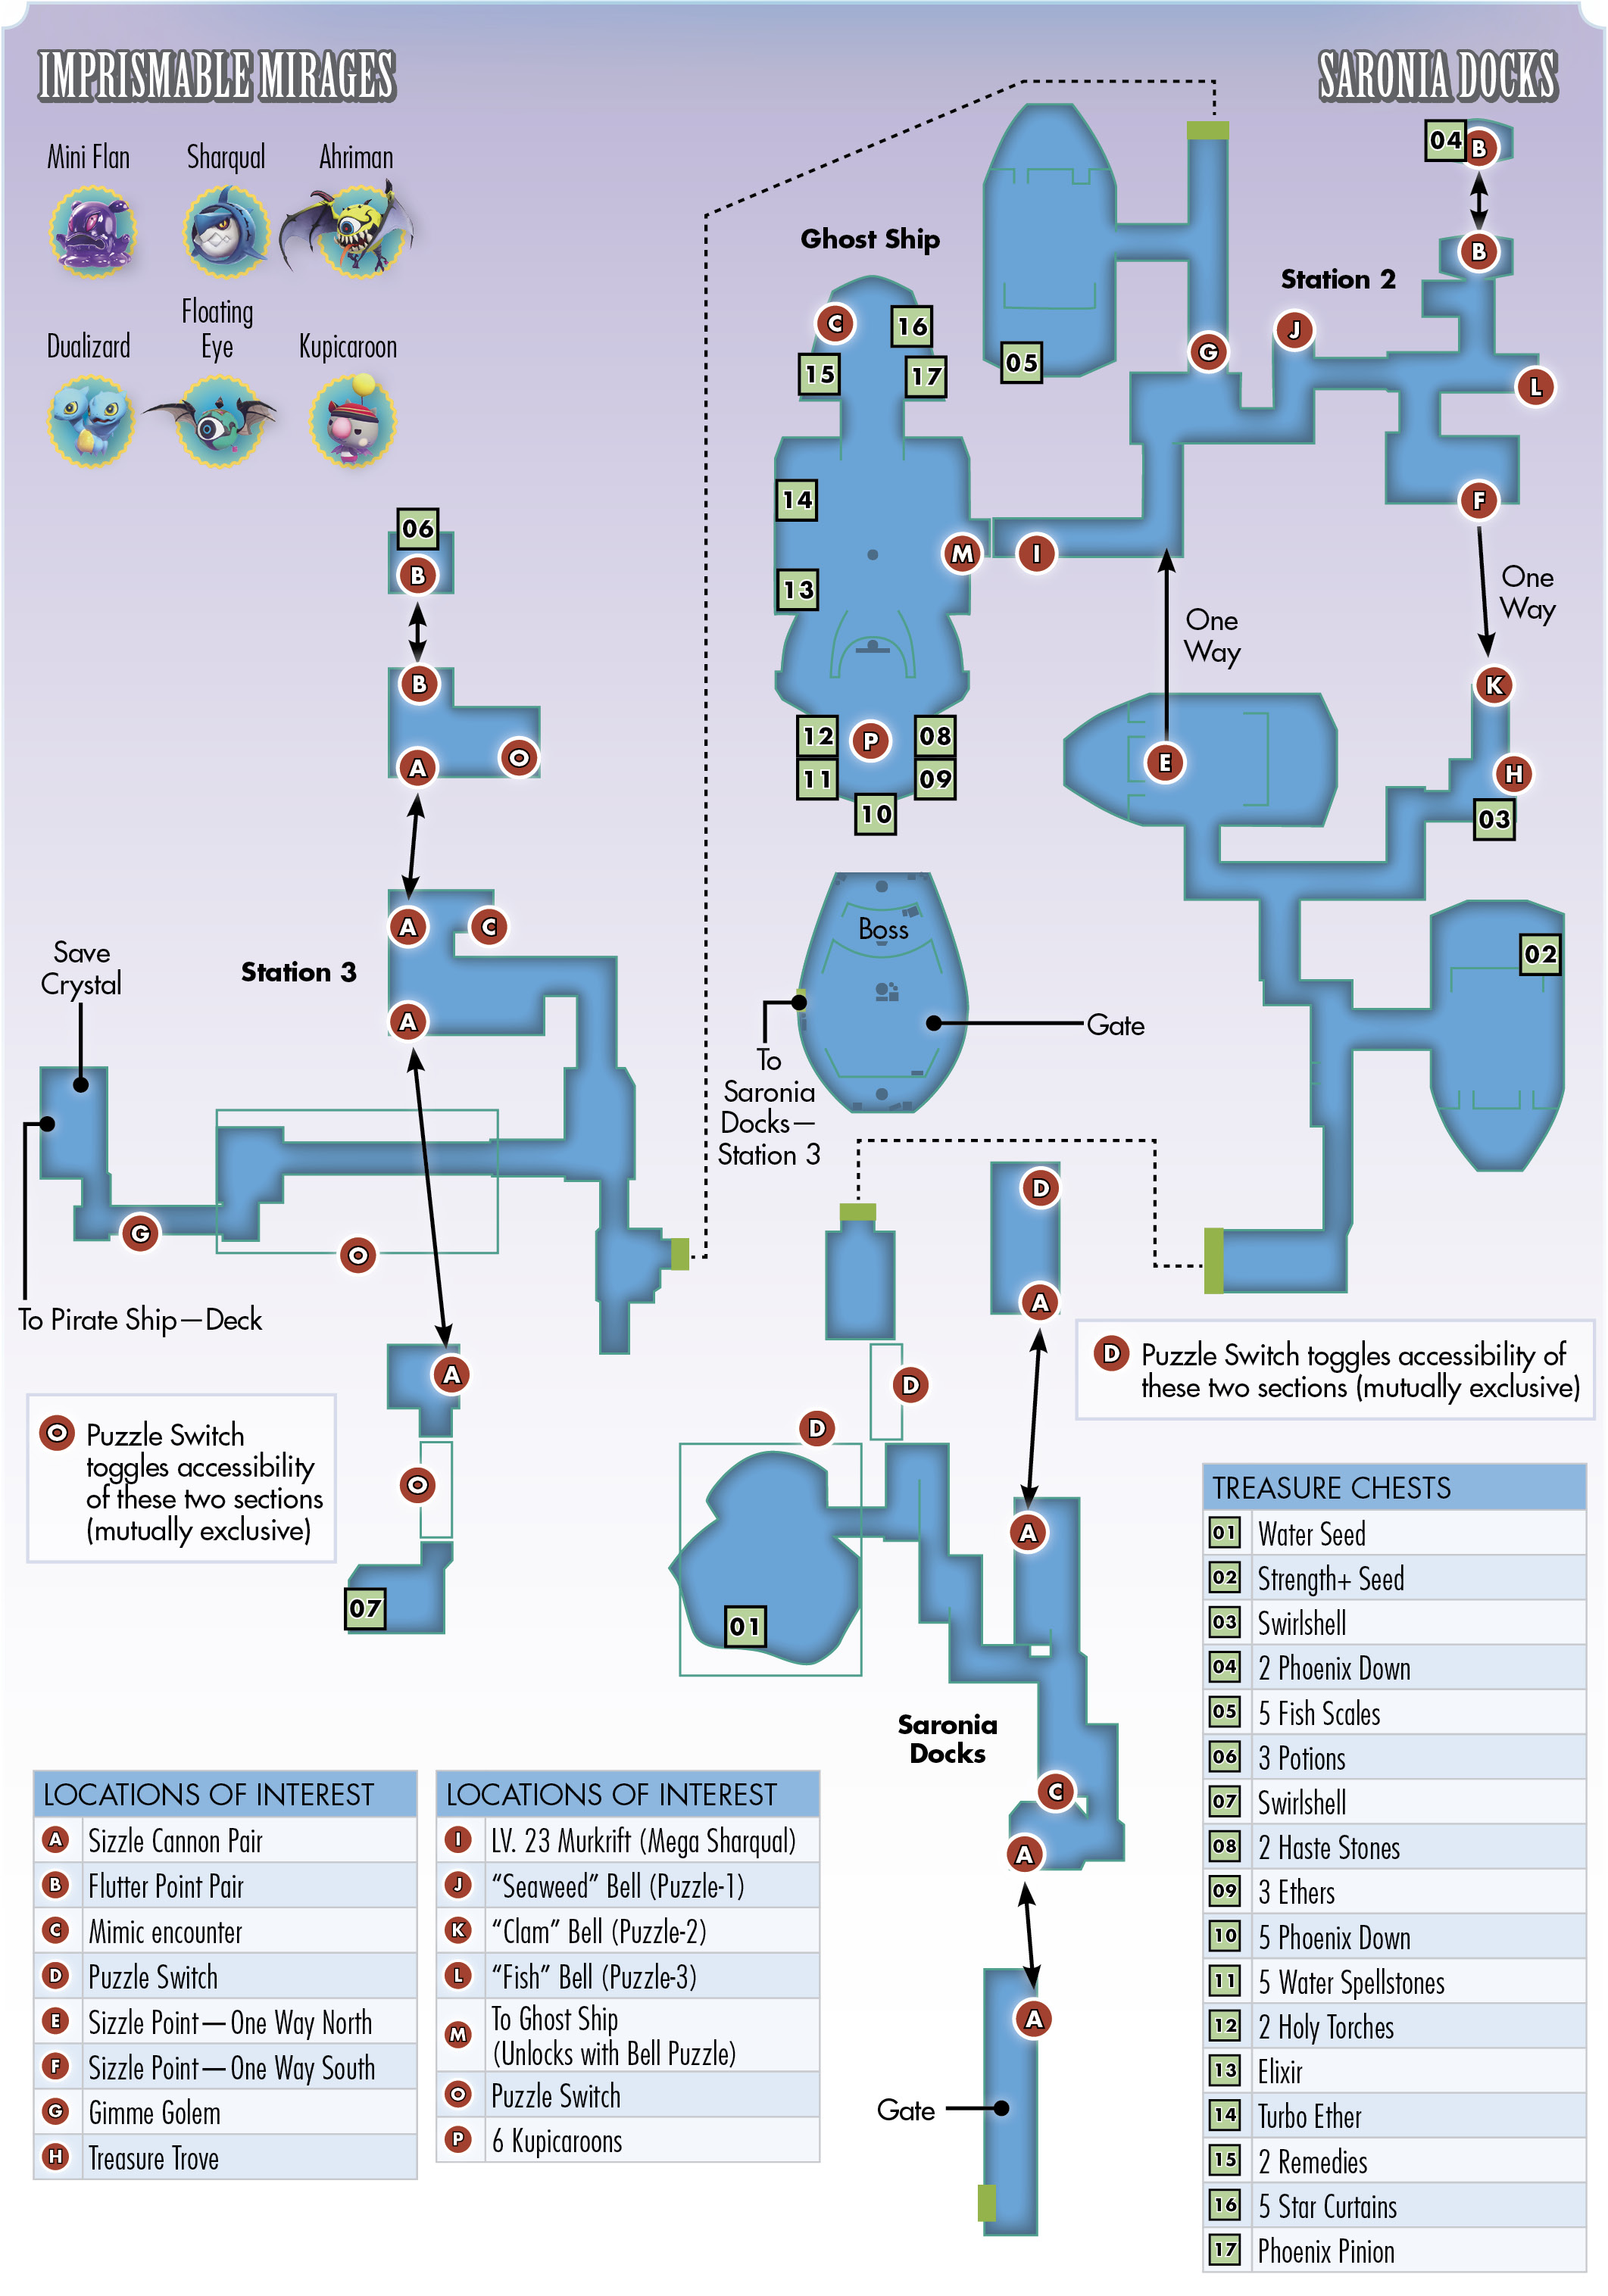 IMPRISMABLE MIRAGES
SARONIA DOCKS
Mini Flan
Sharqual
Ahriman
Dualizard
Floating
Eye
Kupicaroon
04
B
B
Ghost Ship
Station 2
C
16
15
17
05
G
J
L
14
F
M
I
13
One
Way
One
Way
K
H
03
E
12
P
08
11
09
10
06
B
B
A
O
A
C
Station 3
A
Save
Crystal
Boss
02
Gate
To
Saronia
Docks—
Station 3
G
O
To Pirate Ship—Deck
D
A
D
Puzzle Switch toggles accessibility of
these two sections (mutually exclusive)
A
D
D
O
Puzzle Switch
toggles accessibility
of these two sections
(mutually exclusive)
O
07
01
A
Saronia
Docks
C
A
A
Gate
TREASURE CHESTS
01 Water Seed
02 Strength+ Seed
03 Swirlshell
04 2 Phoenix Down
05 5 Fish Scales
06 3 Potions
07 Swirlshell
08 2 Haste Stones
09 3 Ethers
10 5 Phoenix Down
11 5 Water Spellstones
12 2 Holy Torches
13 Elixir
14 Turbo Ether
15 2 Remedies
16 5 Star Curtains
17 Phoenix Pinion
LOCATIONS OF INTEREST
A Sizzle Cannon Pair
B Flutter Point Pair
C Mimic encounter
D Puzzle Switch
E Sizzle Point—One Way North
F Sizzle Point—One Way South
G Gimme Golem
H Treasure Trove
LOCATIONS OF INTEREST
I LV. 23 Murkrift (Mega Sharqual)
J “Seaweed” Bell (Puzzle-1)
K “Clam” Bell (Puzzle-2)
L “Fish” Bell (Puzzle-3)
M To Ghost Ship
(Unlocks with Bell Puzzle)
O Puzzle Switch
P 6 Kupicaroons